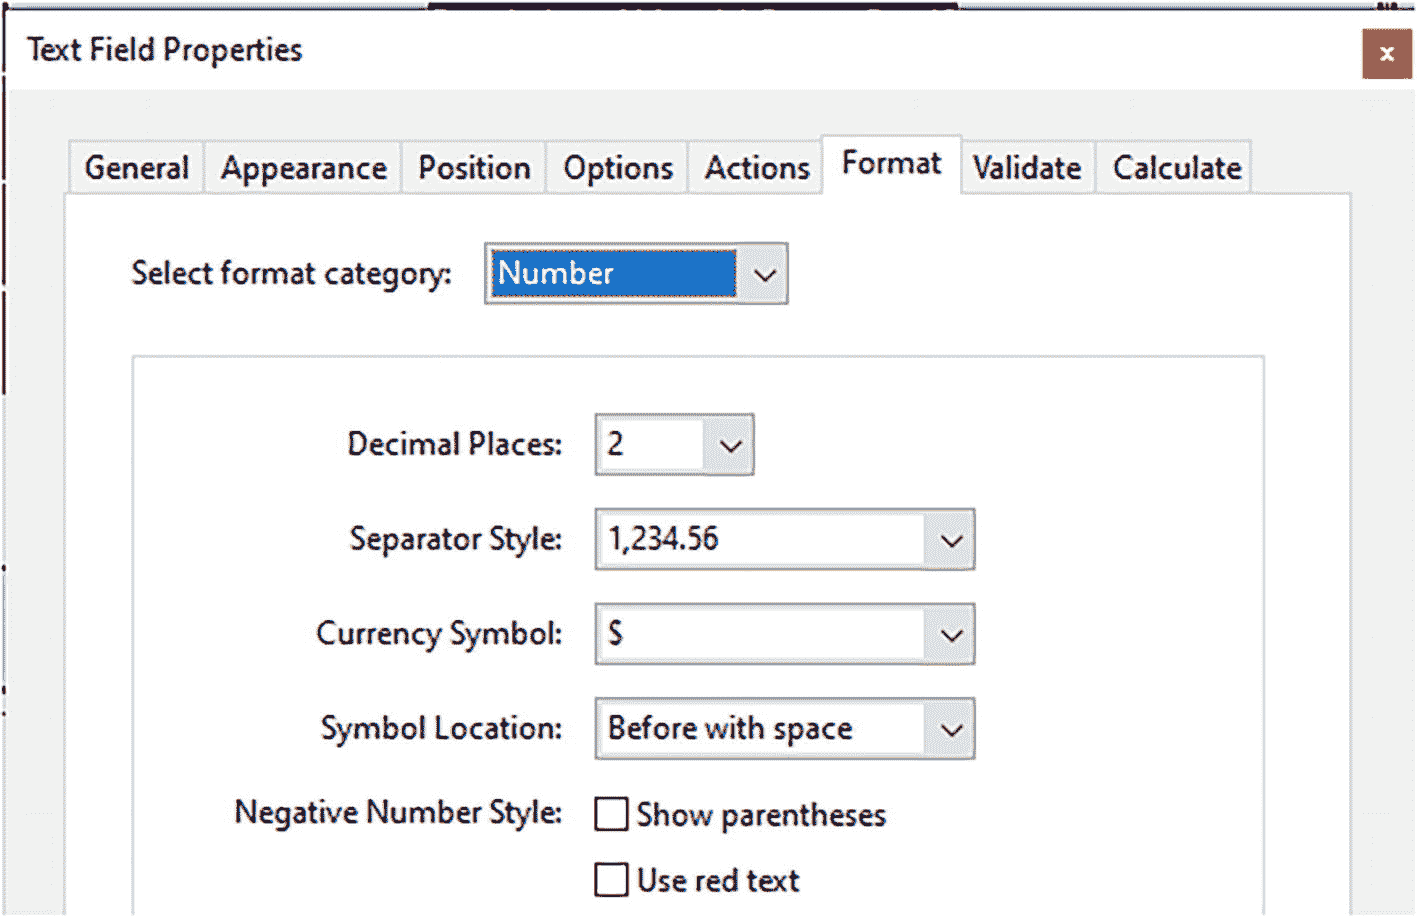 Text Field Properties
x
General Appearance Position Options Actions Format Validate Calculate
Select format category: Number
Decimal Places: 2
Separator Style: 1,234.56
Currency Symbol: $
Symbol Location: Before with space
Negative Number Style: Show parentheses
Use red text